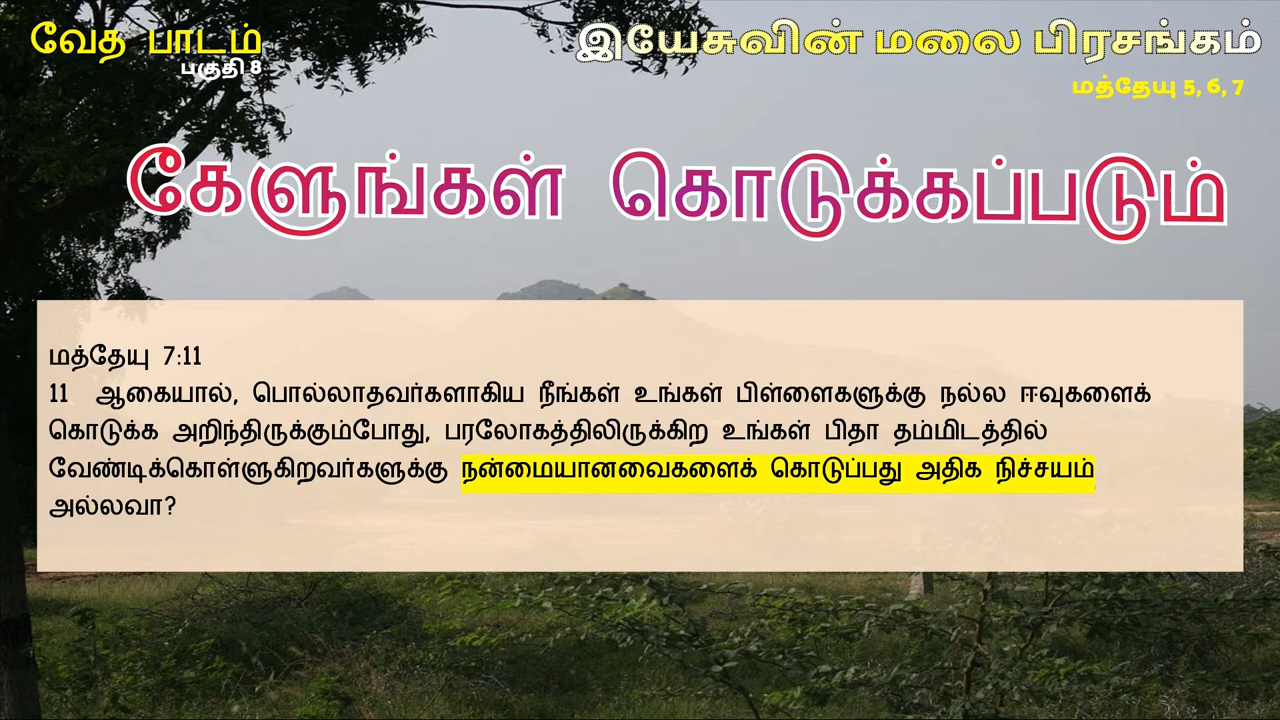 வேத பாடம்
பகுதி 8
இயேசுவின் மலை பிரசங்கம்
மத்தேயு 5, 6, 7
கேளுங்கள் கொடுக்கப்படும்
மத்தேயு 7:11
11 ஆகையால், பொல்லாதவர்களாகிய நீங்கள் உங்கள் பிள்ளைகளுக்கு நல்ல ஈவுகளைக்
கொடுக்க அறிந்திருக்கும்போது, பரலோகத்திலிருக்கிற உங்கள் பிதா தம்மிடத்தில்
வேண்டிக்கொள்ளுகிறவர்களுக்கு நன்மையானவைகளைக் கொடுப்பது அதிக நிச்சயம்
அல்லவா?